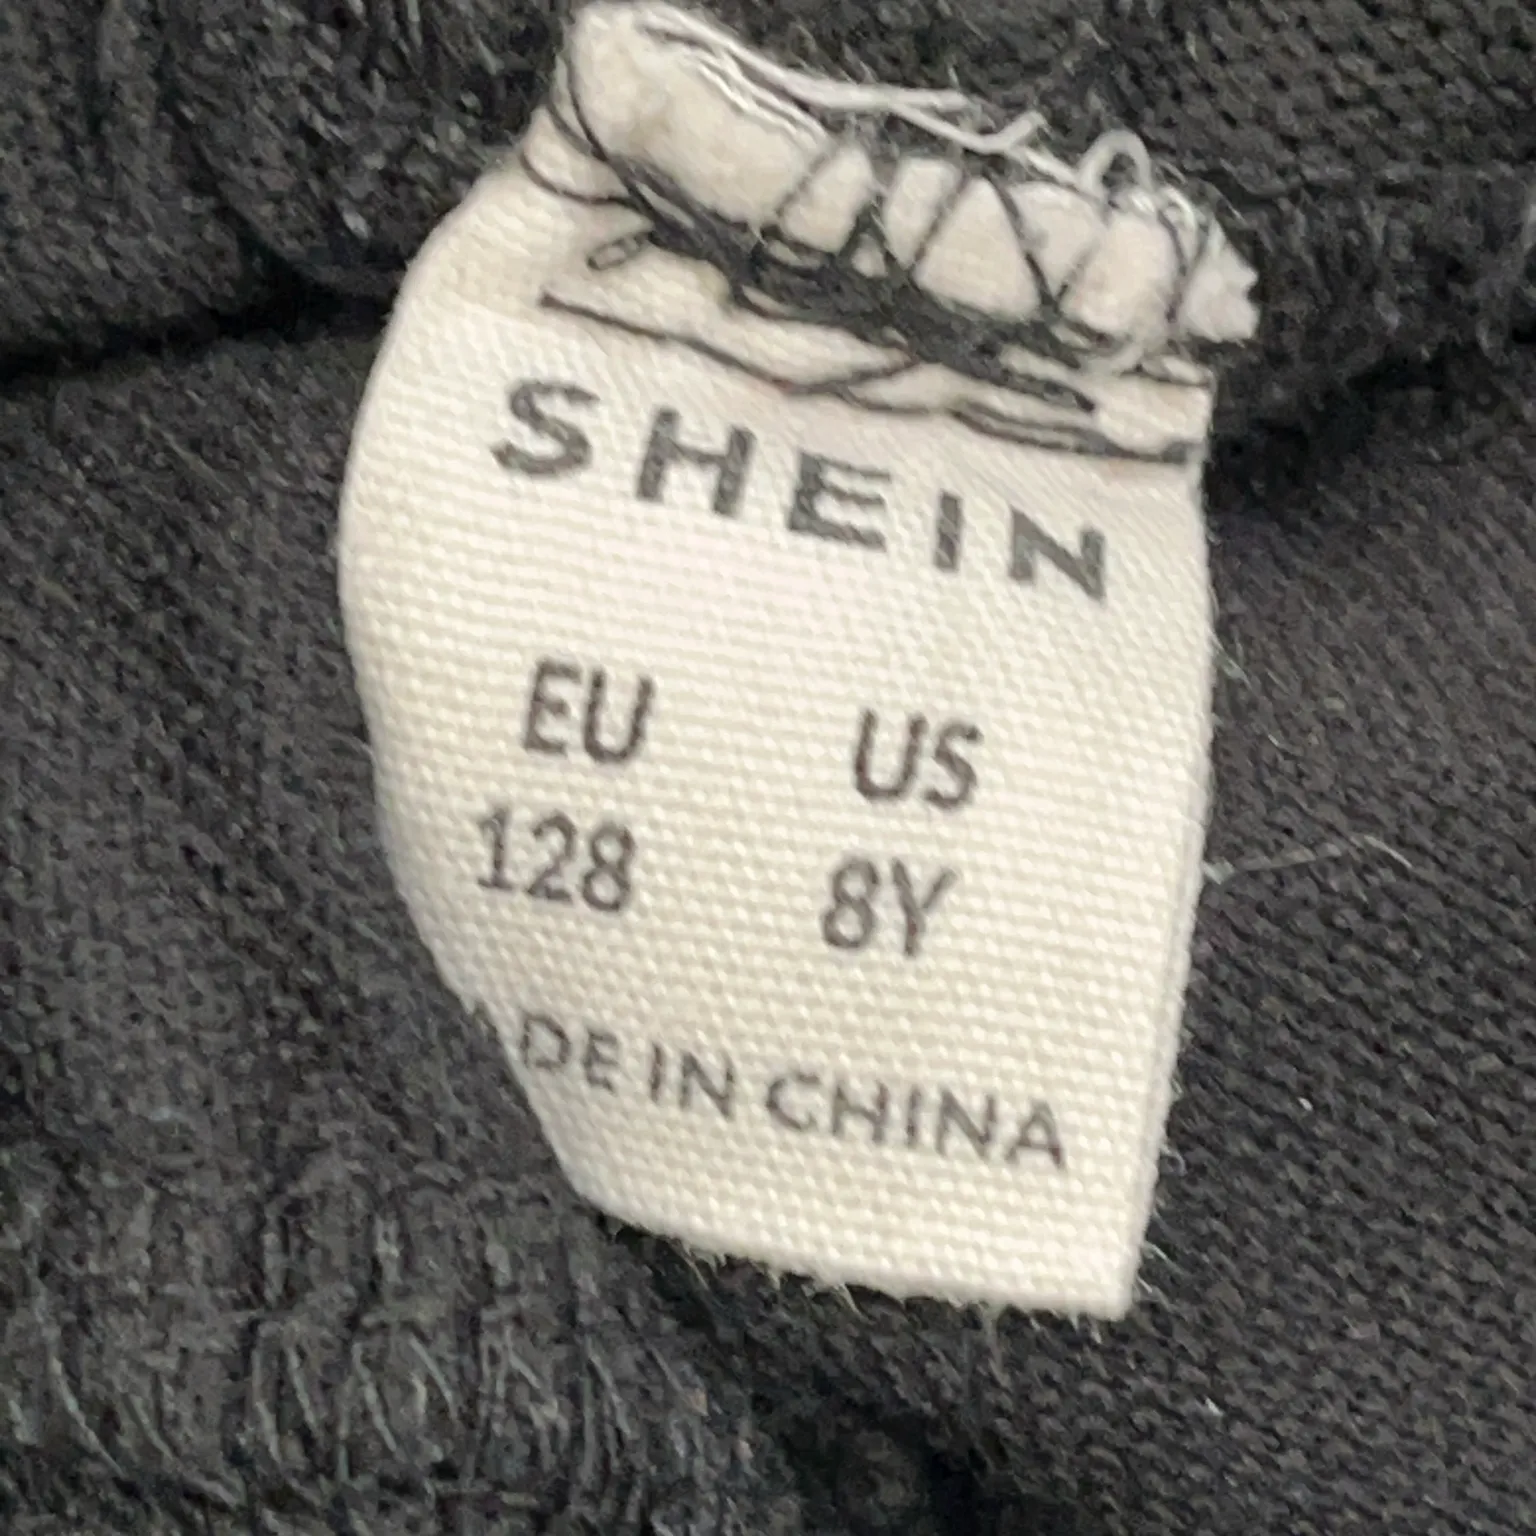 SHEIN
EU US
128 8Y
DE IN CHINA